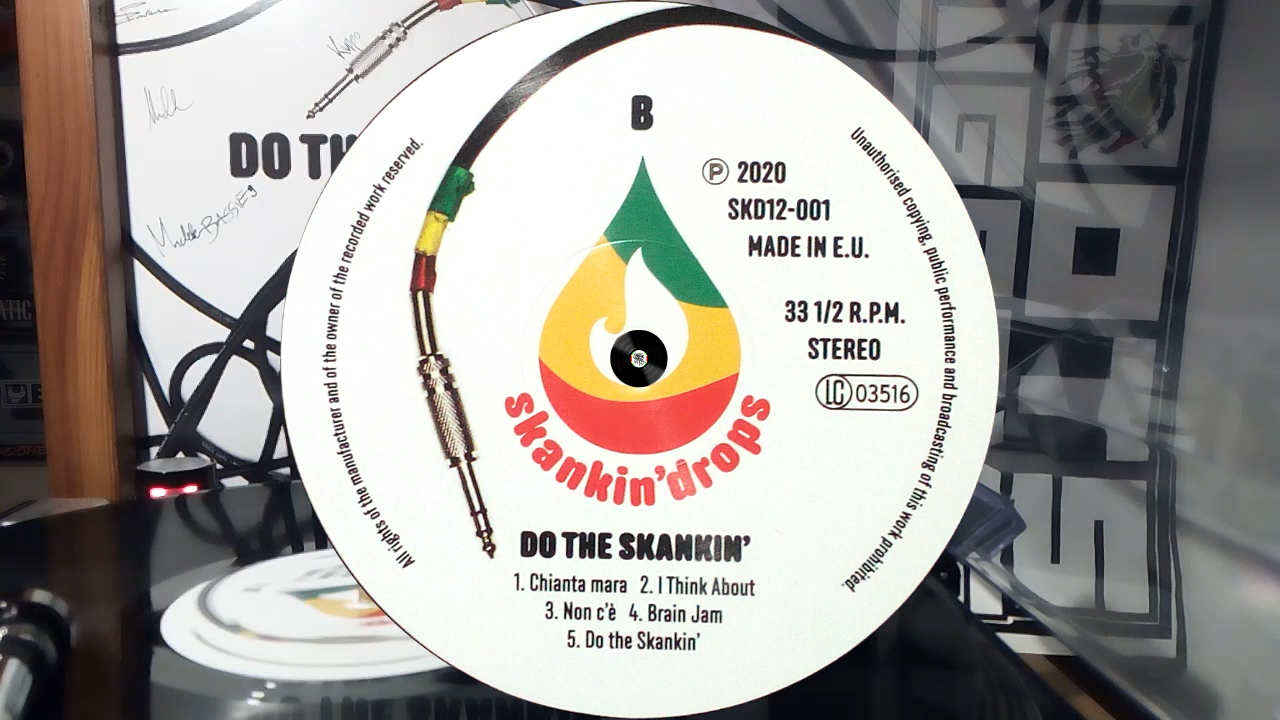 Kappo
DO TH
MiddleBASSIES
B
℗ 2020
SKD12-001
MADE IN E.U.
33 1/2 R.P.M.
STEREO
LC 03516
skankin'drops
DO THE SKANKIN'
1. Chianta mara 2. I Think About
3. Non c'è 4. Brain Jam
5. Do the Skankin'
All rights of the manufacturer and of the owner of the recorded work reserved.
Unauthorised copying, public performance and broadcasting of this work prohibited.